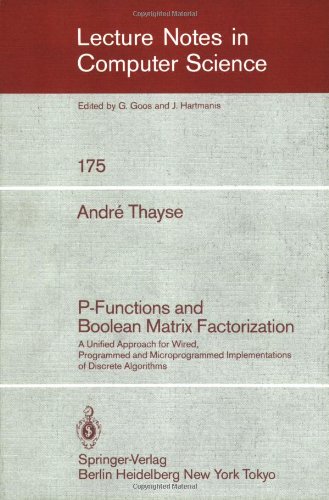 Lecture Notes in
Computer Science
Edited by G. Goos and J. Hartmanis
175
André Thayse
P-Functions and
Boolean Matrix Factorization
A Unified Approach for Wired,
Programmed and Microprogrammed Implementations
of Discrete Algorithms
Springer-Verlag
Berlin Heidelberg New York Tokyo